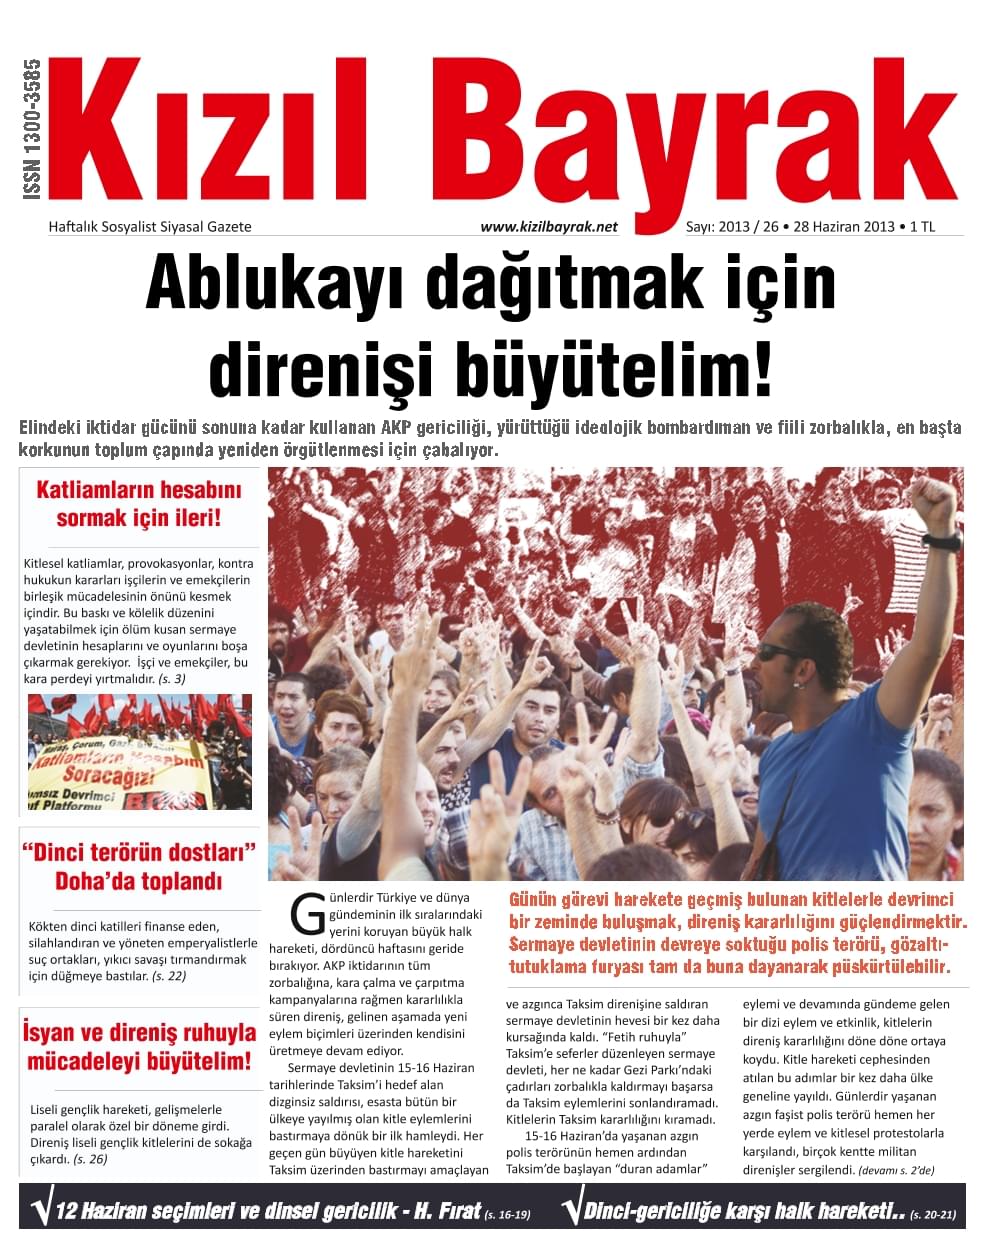 ISSN 1300-3585
Kızıl Bayrak
Haftalık Sosyalist Siyasal Gazete
www.kizilbayrak.net
Sayı: 2013 / 26 • 28 Haziran 2013 • 1 TL
Ablukayı dağıtmak için
direnişi büyütelim!
Elindeki iktidar gücünü sonuna kadar kullanan AKP gericiliği, yürüttüğü ideolojik bombardıman ve fiili zorbalıkla, en başta
korkunun toplum çapında yeniden örgütlenmesi için çabalıyor.
Katliamların hesabını
sormak için ileri!
Kitlesel katliamlar, provokasyonlar, kontra
hukukun kararları işçilerin ve emekçilerin
birleşik mücadelesinin önünü kesmek
içindir. Bu baskı ve kölelik düzenini
yaşatabilmek için ölüm kusan sermaye
devletinin hesaplarını ve oyunlarını boşa
çıkarmak gerekiyor. İşçi ve emekçiler, bu
kara perdeyi yırtmalıdır. (s. 3)
Maraş, Çorum, Gazi,
Katliamların Hesabını
Soracağız!
Devrimci
Platformu
"Dinci terörün dostları"
Doha'da toplandı
Kökten dinci katilleri finanse eden,
silahlandıran ve yöneten emperyalistlerle
suç ortakları, yıkıcı savaşı tırmandırmak
için düğmeye bastılar. (s. 22)
İsyan ve direniş ruhuyla
mücadeleyi büyütelim!
Liseli gençlik hareketi, gelişmelerle
paralel olarak özel bir döneme girdi.
Direniş liseli gençlik kitlelerini de sokağa
çıkardı. (s. 26)
Günlerdir Türkiye ve dünya
gündeminin ilk sıralarındaki
yerini koruyan büyük halk
hareketi, dördüncü haftasını geride
bırakıyor. AKP iktidarının tüm
zorbalığına, kara çalma ve çarpıtma
kampanyalarına rağmen kararlılıkla
süren direniş, gelinen aşamada yeni
eylem biçimleri üzerinden kendisini
üretmeye devam ediyor.
Sermaye devletinin 15-16 Haziran
tarihlerinde Taksim'i hedef alan
dizginsiz saldırısı, esasta bütün bir
ülkeye yayılmış olan kitle eylemlerini
bastırmaya dönük bir ilk hamleydi. Her
geçen gün büyüyen kitle hareketini
Taksim üzerinden bastırmayı amaçlayan
Günün görevi harekete geçmiş bulunan kitlelerle devrimci
bir zeminde buluşmak, direniş kararlılığını güçlendirmektir.
Sermaye devletinin devreye soktuğu polis terörü, gözaltı-
tutuklama furyası tam da buna dayanarak püskürtülebilir.
ve azgınca Taksim direnişine saldıran
sermaye devletinin hevesi bir kez daha
kursağında kaldı. "Fetih ruhuyla"
Taksim'e seferler düzenleyen sermaye
devleti, her ne kadar Gezi Parkı'ndaki
çadırları zorbalıkla kaldırmayı başarsa
da Taksim eylemlerini sonlandıramadı.
Kitlelerin Taksim kararlılığını kıramadı.
15-16 Haziran'da yaşanan azgın
polis terörünün hemen ardından
Taksim'de başlayan "duran adamlar"
eylemi ve devamında gündeme gelen
bir dizi eylem ve etkinlik, kitlelerin
direniş kararlılığını döne döne ortaya
koydu. Kitle hareketi cephesinden
atılan bu adımlar bir kez daha ülke
geneline yayıldı. Günlerdir yaşanan
azgın faşist polis terörü hemen her
yerde eylem ve kitlesel protestolarla
karşılandı, birçok kentte militan
direnişler sergilendi. (devamı s. 2'de)
√ 12 Haziran seçimleri ve dinsel gericilik - H. Fırat (s. 16-19)
√ Dinci-gericiliğe karşı halk hareketi.. (s. 20-21)